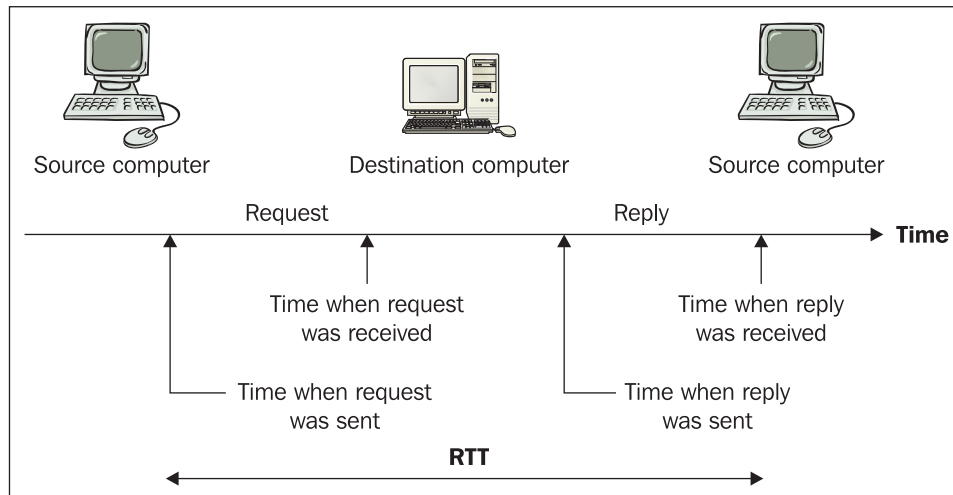 Source computer
Destination computer
Source computer
Request
Reply
Time
Time when request
was received
Time when reply
was received
Time when request
was sent
Time when reply
was sent
RTT